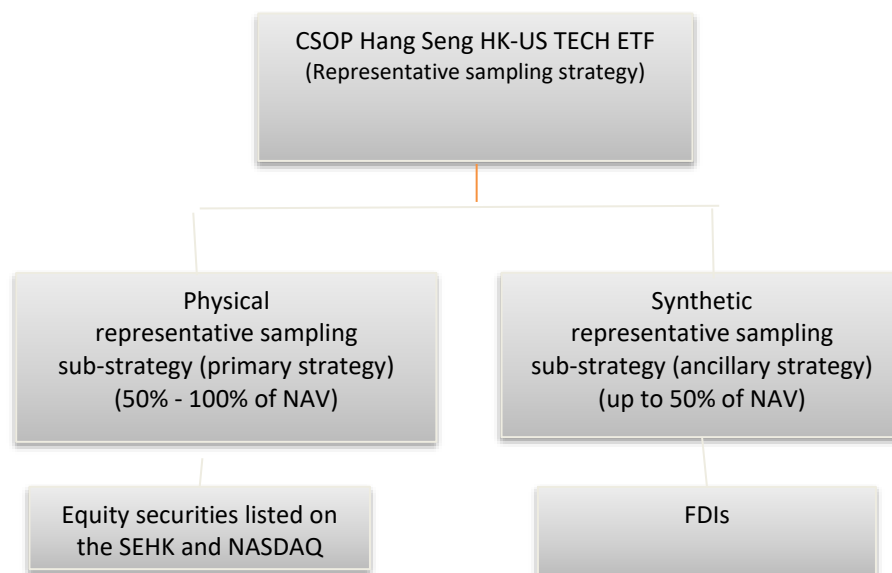 CSOP Hang Seng HK-US TECH ETF
(Representative sampling strategy)
Physical
representative sampling
sub-strategy (primary strategy)
(50% - 100% of NAV)
Synthetic
representative sampling
sub-strategy (ancillary strategy)
(up to 50% of NAV)
Equity securities listed on
the SEHK and NASDAQ
FDIs